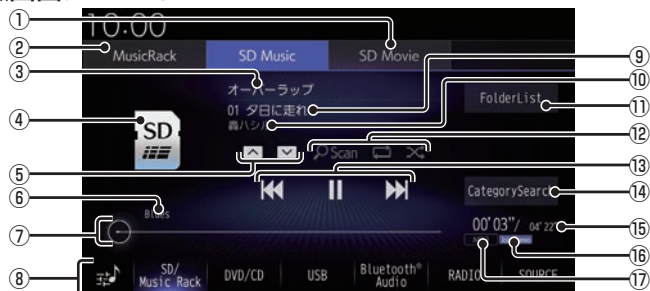 10:00
①
②
MusicRack
SD Music
SD Movie
③
オーバーラップ
⑨
01 夕日に走れ
⑩
轟ハシル
FolderList
⑪
④
SD
Scan
⑫
⑤
⑬
⑥
Blues
CategorySearch
⑭
⑦
00'03"/ 04'22"
⑮
⑯
⑰
⑧
SD/
Music Rack
DVD/CD
USB
Bluetooth®
Audio
RADIO
SOURCE